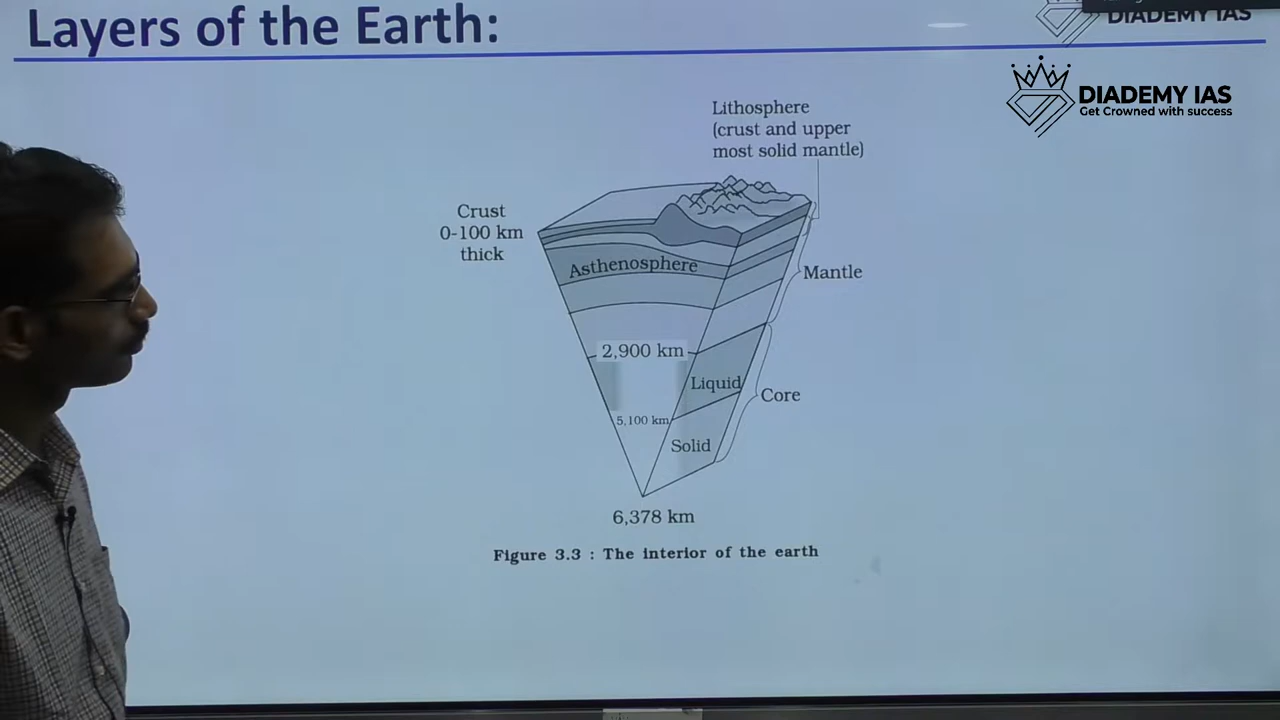 Layers of the Earth:
DIADEMY IAS
DIADEMY IAS
Get Crowned with success
Lithosphere
(crust and upper
most solid mantle)
Crust
0-100 km
thick
Asthenosphere
Mantle
2,900 km
Liquid
Core
5,100 km
Solid
6,378 km
Figure 3.3 : The interior of the earth